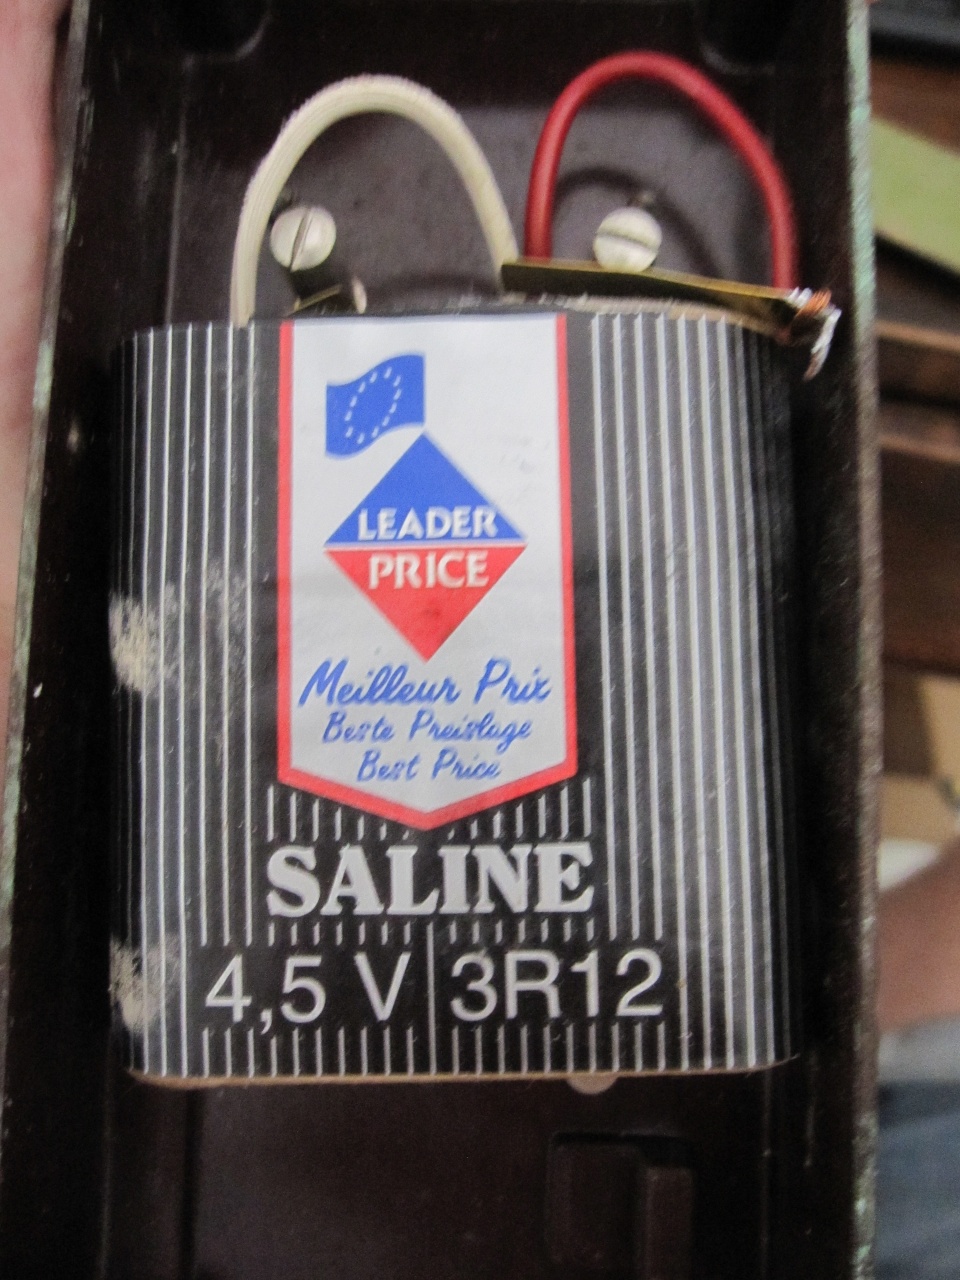 LEADER
PRICE
Meilleur Prix
Beste Preislage
Best Price
SALINE
4,5 V 3R12